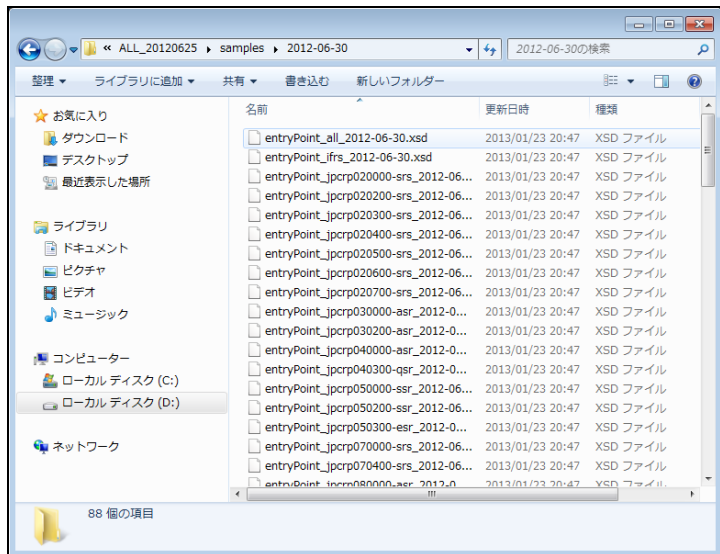 « ALL_20120625 ▸ samples ▸ 2012-06-30
2012-06-30の検索
整理 ライブラリに追加 共有 書き込む 新しいフォルダー
お気に入り
ダウンロード
デスクトップ
最近表示した場所
ライブラリ
ドキュメント
ピクチャ
ビデオ
ミュージック
コンピューター
ローカル ディスク (C:)
ローカル ディスク (D:)
ネットワーク
名前 更新日時 種類
entryPoint_all_2012-06-30.xsd 2013/01/23 20:47 XSD ファイル
entryPoint_ifrs_2012-06-30.xsd 2013/01/23 20:47 XSD ファイル
entryPoint_jpcrp020000-srs_2012-06... 2013/01/23 20:47 XSD ファイル
entryPoint_jpcrp020200-srs_2012-06... 2013/01/23 20:47 XSD ファイル
entryPoint_jpcrp020300-srs_2012-06... 2013/01/23 20:47 XSD ファイル
entryPoint_jpcrp020400-srs_2012-06... 2013/01/23 20:47 XSD ファイル
entryPoint_jpcrp020500-srs_2012-06... 2013/01/23 20:47 XSD ファイル
entryPoint_jpcrp020600-srs_2012-06... 2013/01/23 20:47 XSD ファイル
entryPoint_jpcrp020700-srs_2012-06... 2013/01/23 20:47 XSD ファイル
entryPoint_jpcrp030000-asr_2012-0... 2013/01/23 20:47 XSD ファイル
entryPoint_jpcrp030200-asr_2012-0... 2013/01/23 20:47 XSD ファイル
entryPoint_jpcrp040000-asr_2012-0... 2013/01/23 20:47 XSD ファイル
entryPoint_jpcrp040300-qsr_2012-0... 2013/01/23 20:47 XSD ファイル
entryPoint_jpcrp050000-ssr_2012-06... 2013/01/23 20:47 XSD ファイル
entryPoint_jpcrp050200-ssr_2012-06... 2013/01/23 20:47 XSD ファイル
entryPoint_jpcrp050300-esr_2012-0... 2013/01/23 20:47 XSD ファイル
entryPoint_jpcrp070000-srs_2012-06... 2013/01/23 20:47 XSD ファイル
entryPoint_jpcrp070400-srs_2012-06... 2013/01/23 20:47 XSD ファイル
entryPoint_jpcrp080000-asr_2012-0... 2013/01/23 20:47 XSD ファイル
88 個の項目